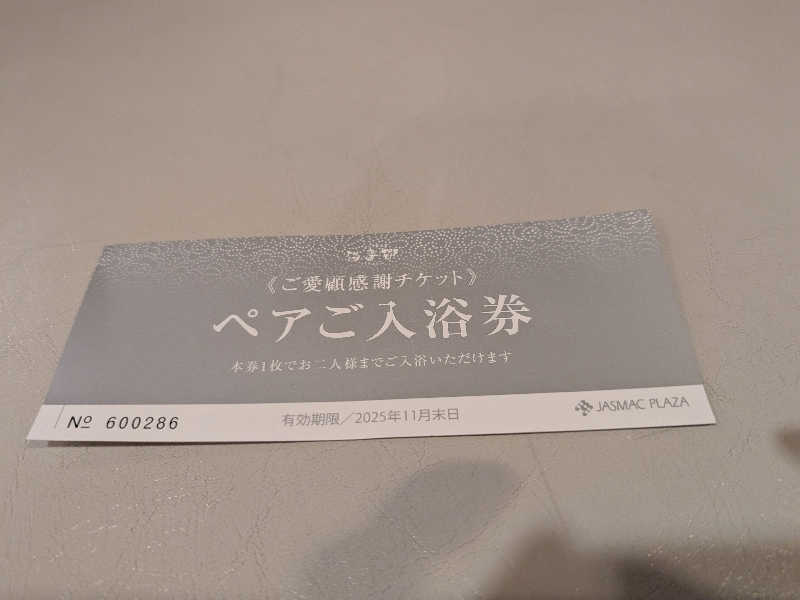 《ご愛顧感謝チケット》
ペアご入浴券
本券1枚でお二人様までご入浴いただけます
№ 600286
有効期限／2025年11月末日
JASMAC PLAZA